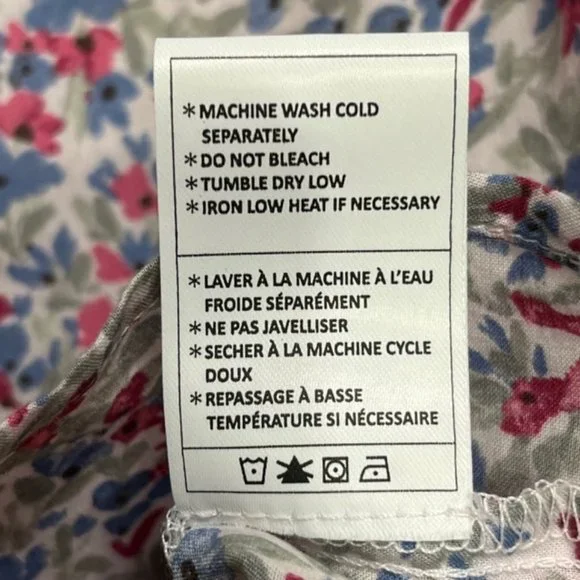 *MACHINE WASH COLD
SEPARATELY
*DO NOT BLEACH
*TUMBLE DRY LOW
*IRON LOW HEAT IF NECESSARY
*LAVER À LA MACHINE À L'EAU
FROIDE SÉPARÉMENT
*NE PAS JAVELLISER
*SECHER À LA MACHINE CYCLE
DOUX
*REPASSAGE À BASSE
TEMPÉRATURE SI NÉCESSAIRE